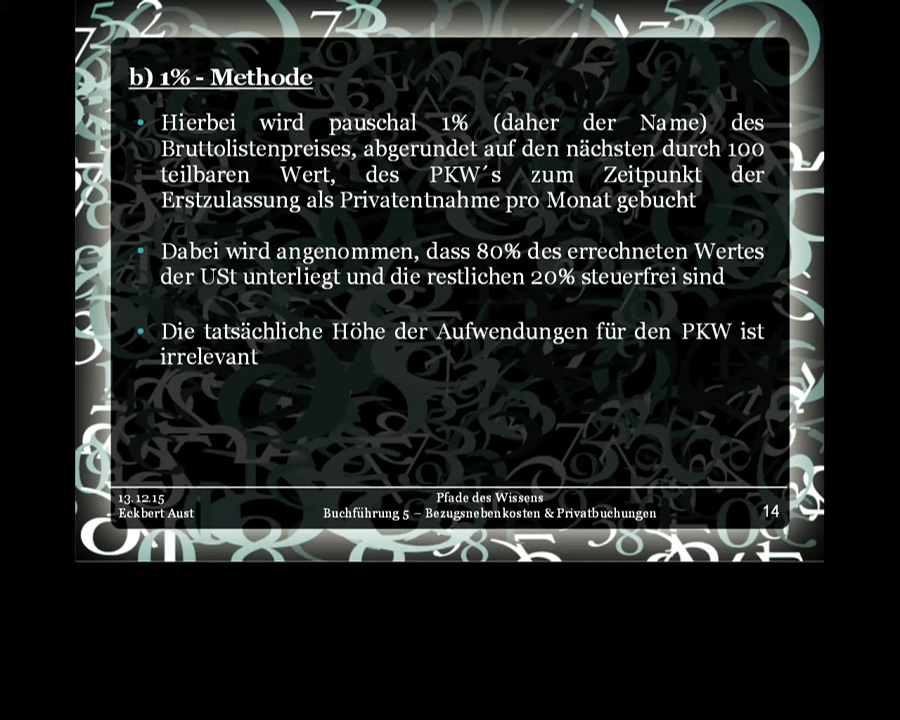 b) 1% - Methode
• Hierbei wird pauschal 1% (daher der Name) des
Bruttolistenpreises, abgerundet auf den nächsten durch 100
teilbaren Wert, des PKW´s zum Zeitpunkt der
Erstzulassung als Privatentnahme pro Monat gebucht
• Dabei wird angenommen, dass 80% des errechneten Wertes
der USt unterliegt und die restlichen 20% steuerfrei sind
• Die tatsächliche Höhe der Aufwendungen für den PKW ist
irrelevant
13.12.15
Eckbert Aust
Pfade des Wissens
Buchführung 5 – Bezugsnebenkosten & Privatbuchungen
14